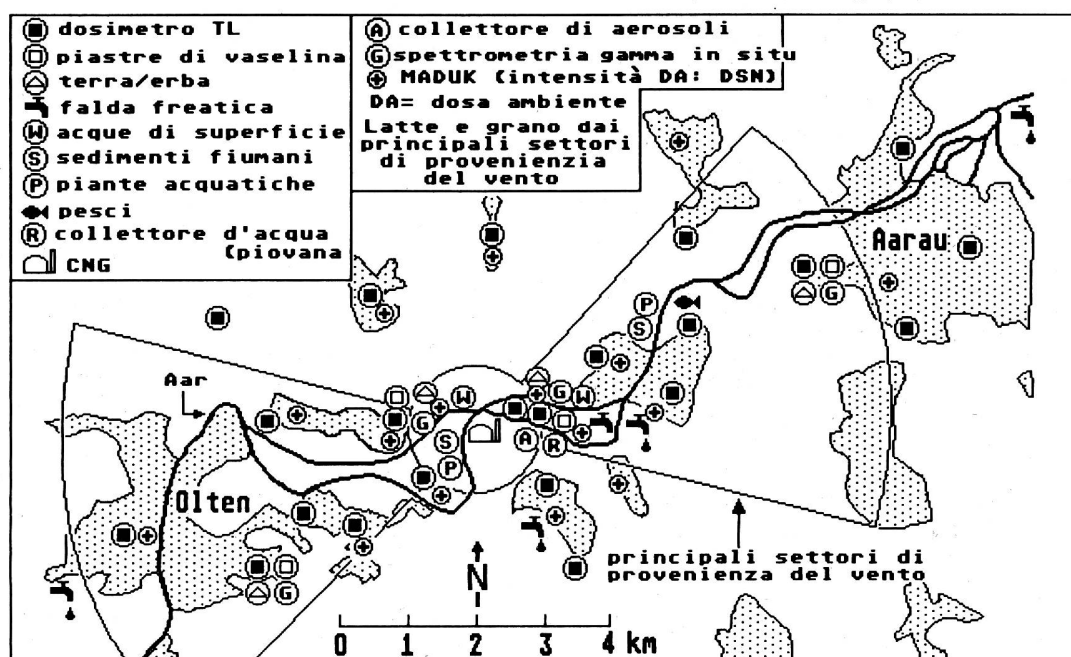 dosimetro TL
piastre di vaselina
terra/erba
falda freatica
W acque di superficie
S sedimenti fiumani
P piante acquatiche
pesci
R collettore d'acqua
(piovana
CNG
A collettore di aerosoli
G spettrometria gamma in situ
MADUK (intensità DA: DSN)
DA= dosa ambiente
Latte e grano dai
principali settori
di provenienzia
del vento
Aarau
G
P
S
Aar
G
W
G
W
S
P
A
R
Olten
G
principali settori di
provenienza del vento
N
0 1 2 3 4 km